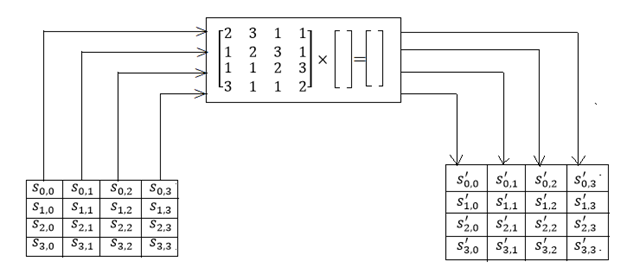 2 3 1 1
1 2 3 1 × [ ] = [ ]
1 1 2 3
3 1 1 2
s0,0 s0,1 s0,2 s0,3
s1,0 s1,1 s1,2 s1,3
s2,0 s2,1 s2,2 s2,3
s3,0 s3,1 s3,2 s3,3
s′0,0 s′0,1 s′0,2 s′0,3
s′1,0 s′1,1 s′1,2 s′1,3
s′2,0 s′2,1 s′2,2 s′2,3
s′3,0 s′3,1 s′3,2 s′3,3